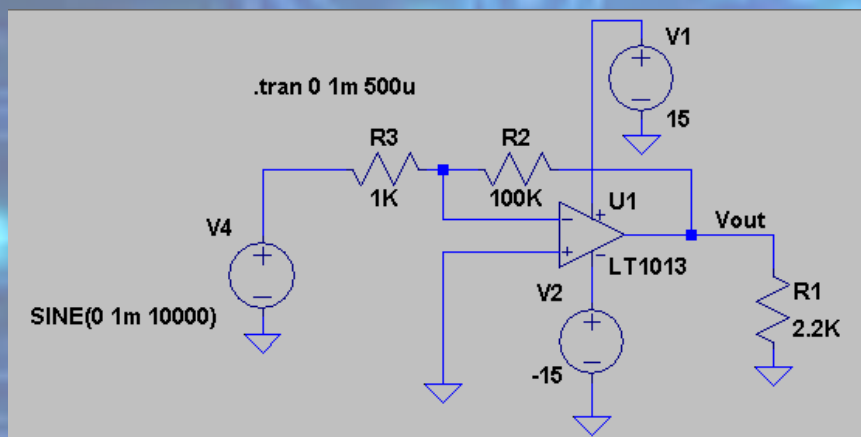 V1
15
.tran 0 1m 500u
R3
1K
R2
100K
U1
LT1013
Vout
V4
SINE(0 1m 10000)
V2
-15
R1
2.2K